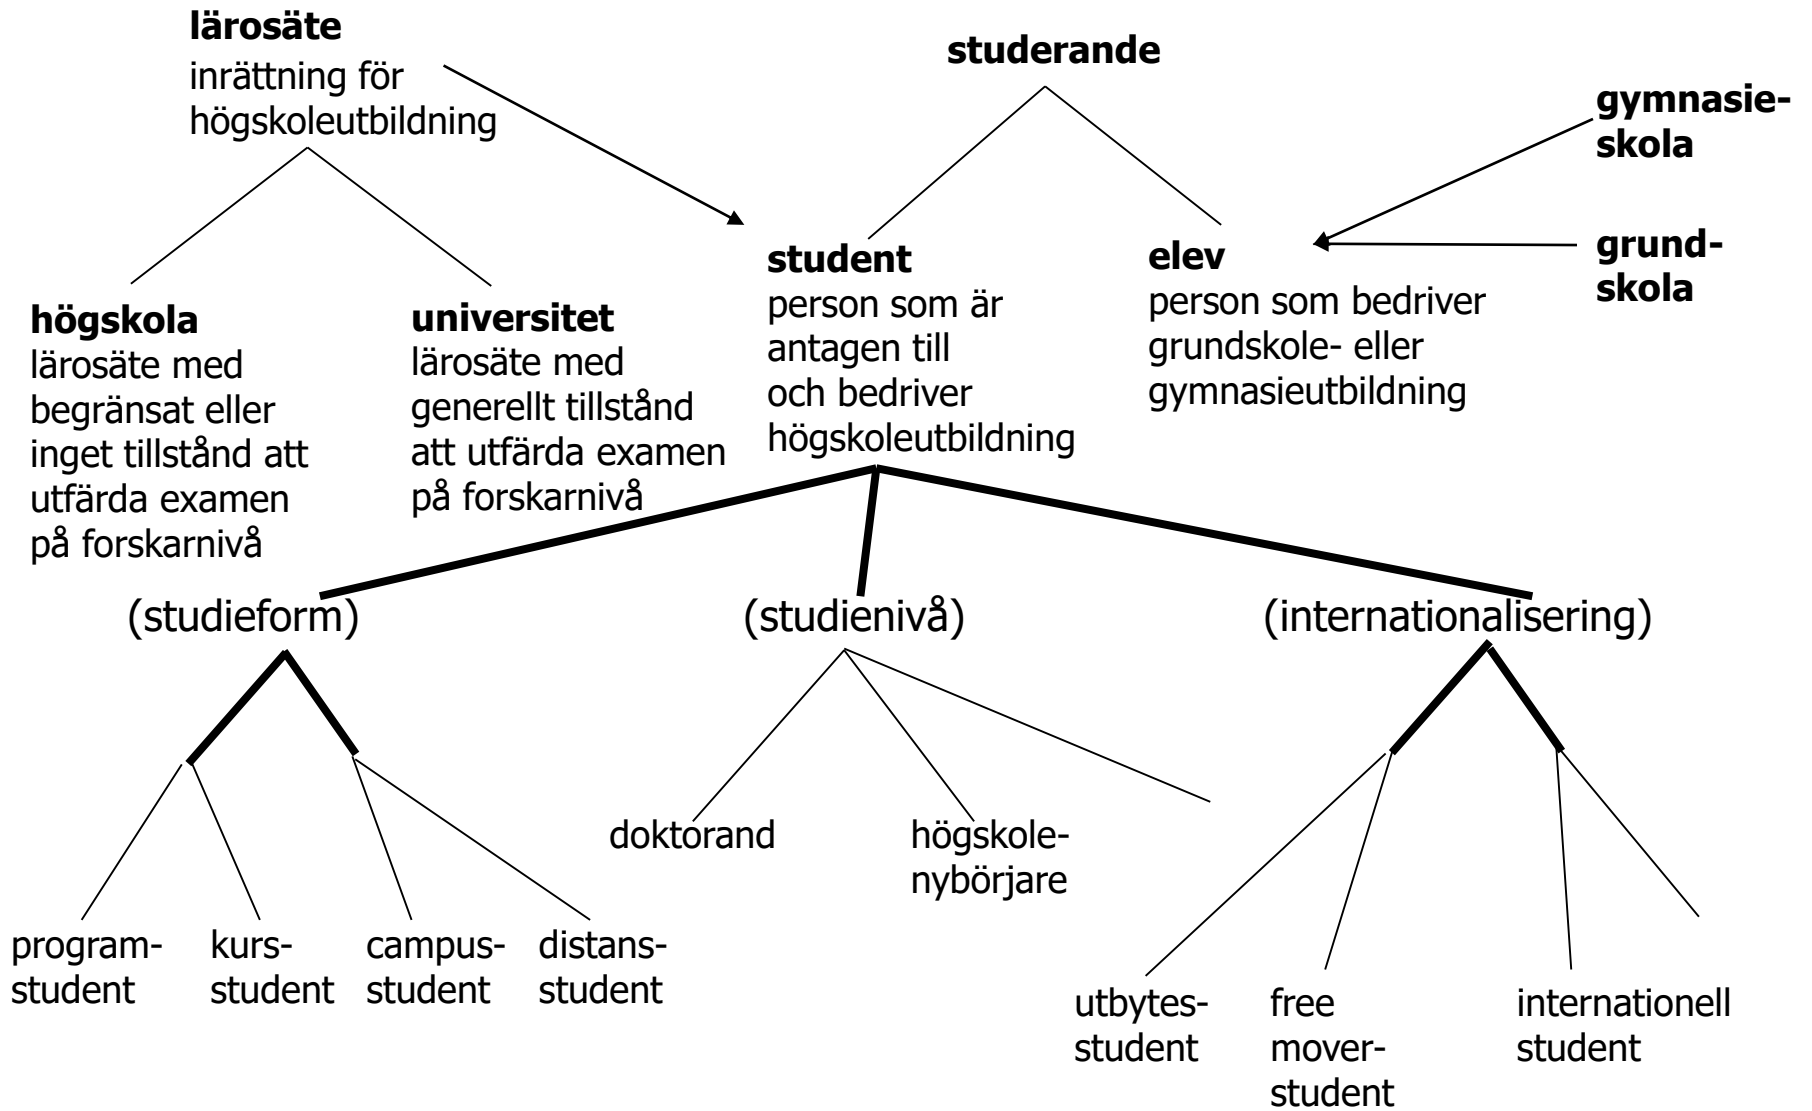 lärosäte
inrättning för
högskoleutbildning
studerande
gymnasie-
skola
grund-
skola
högskola
lärosäte med
begränsat eller
inget tillstånd att
utfärda examen
på forskarnivå
universitet
lärosäte med
generellt tillstånd
att utfärda examen
på forskarnivå
student
person som är
antagen till
och bedriver
högskoleutbildning
elev
person som bedriver
grundskole- eller
gymnasieutbildning
(studieform)
(studienivå)
(internationalisering)
doktorand
högskole-
nybörjare
program-
student
kurs-
student
campus-
student
distans-
student
utbytes-
student
free
mover-
student
internationell
student